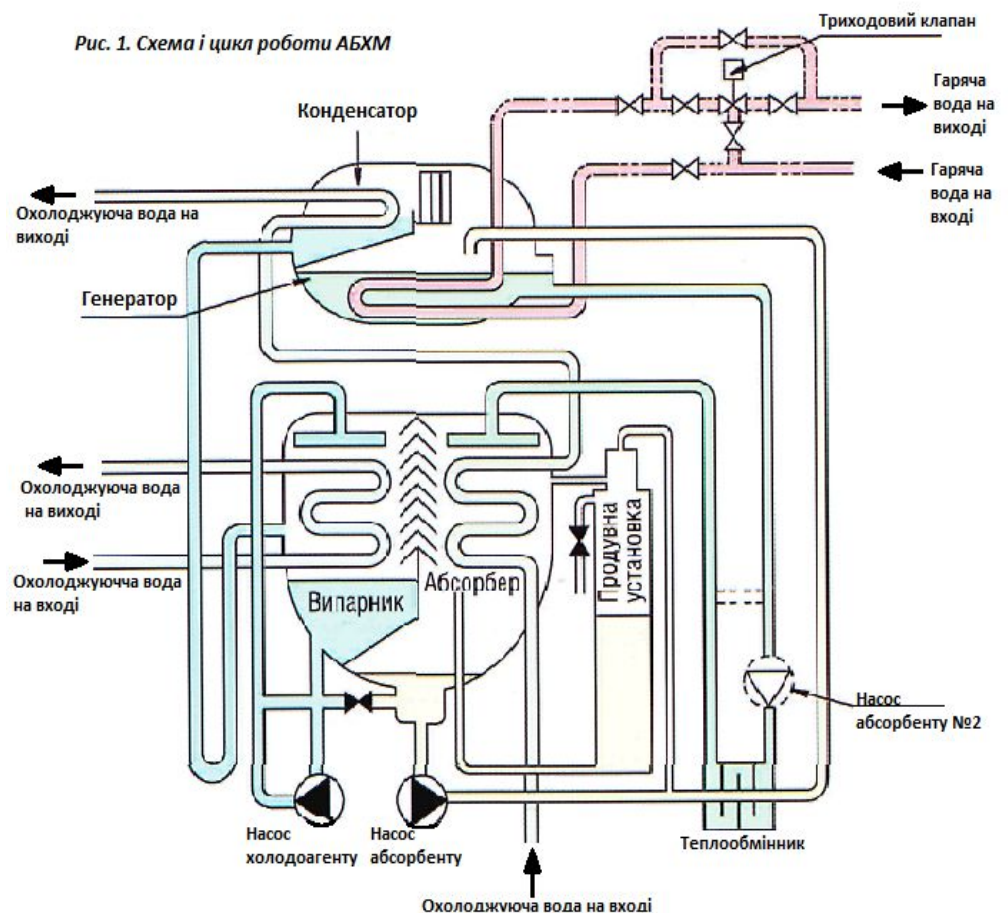 Рис. 1. Схема і цикл роботи АБХМ
Триходовий клапан
Гаряча
вода на
виході
Конденсатор
Гаряча
вода на
вході
Охолоджуюча вода на
виході
Генератор
Охолоджуюча вода
на виході
Охолоджуючча вода
на вході
Випарник
Абсорбер
Продувна
установка
Насос
абсорбенту №2
Насос
холодоагенту
Насос
абсорбенту
Теплообмінник
Охолоджуюча вода на вході